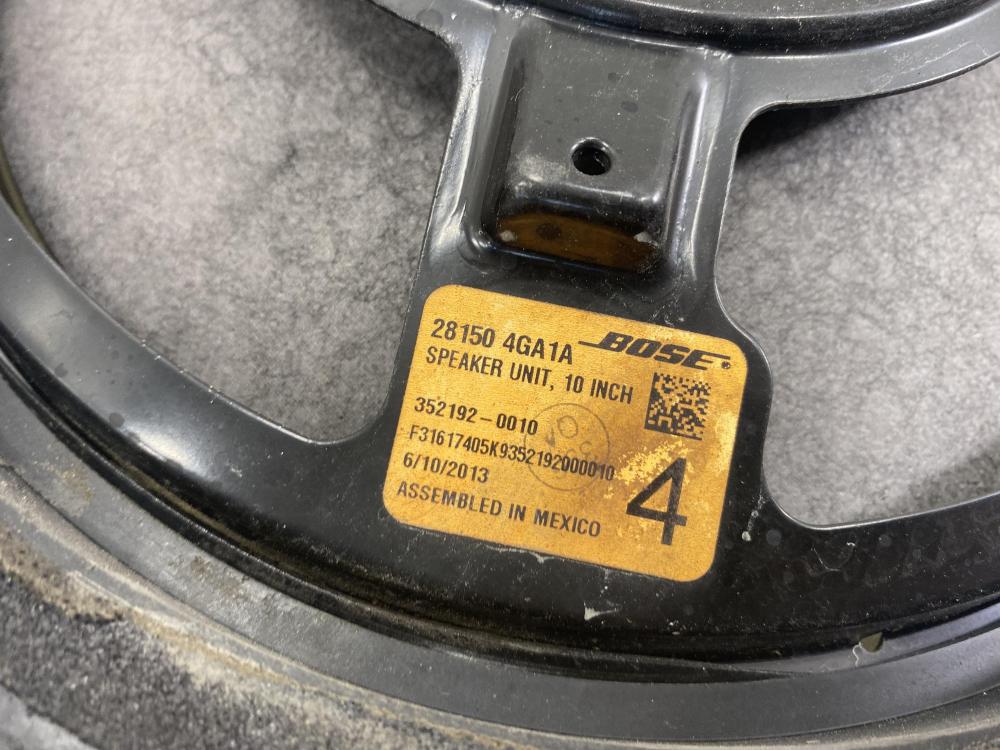 28150 4GA1A BOSE®
SPEAKER UNIT, 10 INCH
352192-0010
F31617405K9352192000010
6/10/2013
ASSEMBLED IN MEXICO
4